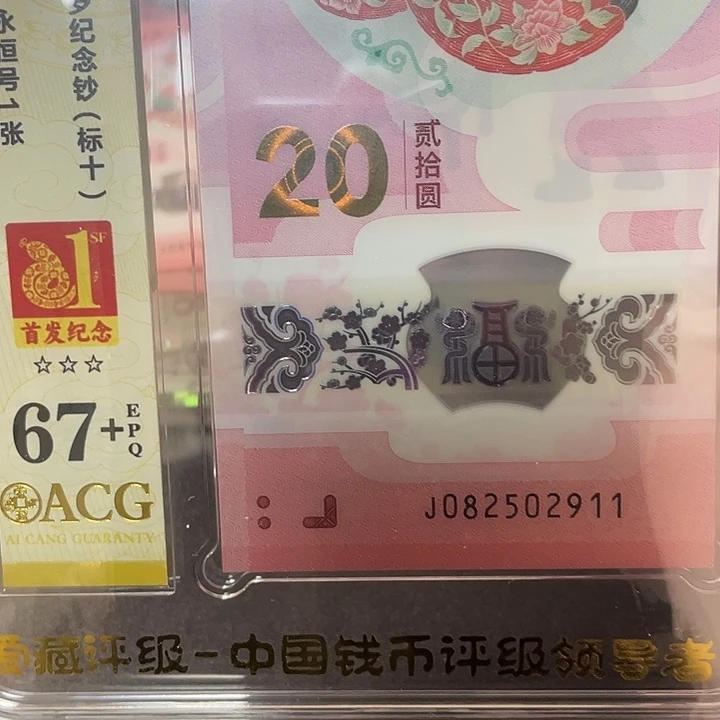 岁纪念钞(标十)
永恒号1张
SF
首发纪念
☆☆☆
67+EPQ
ACG
AI CANG GUARANTY
20
贰拾圆
福
J082502911
藏评级-中国钱币评级领导者